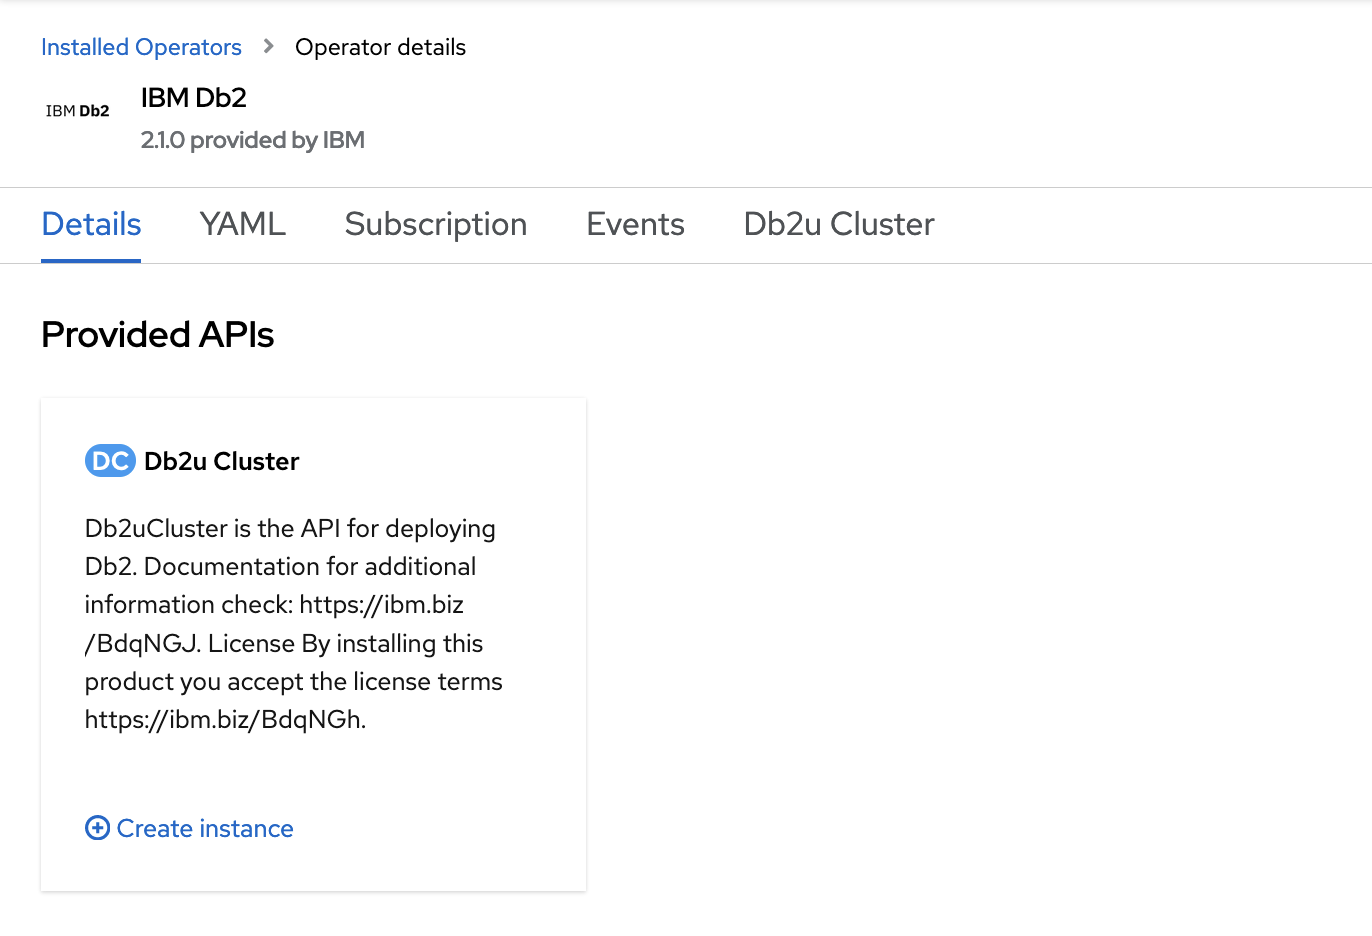 Installed Operators > Operator details
IBM Db2
IBM Db2
2.1.0 provided by IBM
Details YAML Subscription Events Db2u Cluster
Provided APIs
DC Db2u Cluster
Db2uCluster is the API for deploying
Db2. Documentation for additional
information check: https://ibm.biz
/BdqNGJ. License By installing this
product you accept the license terms
https://ibm.biz/BdqNGh.
Create instance